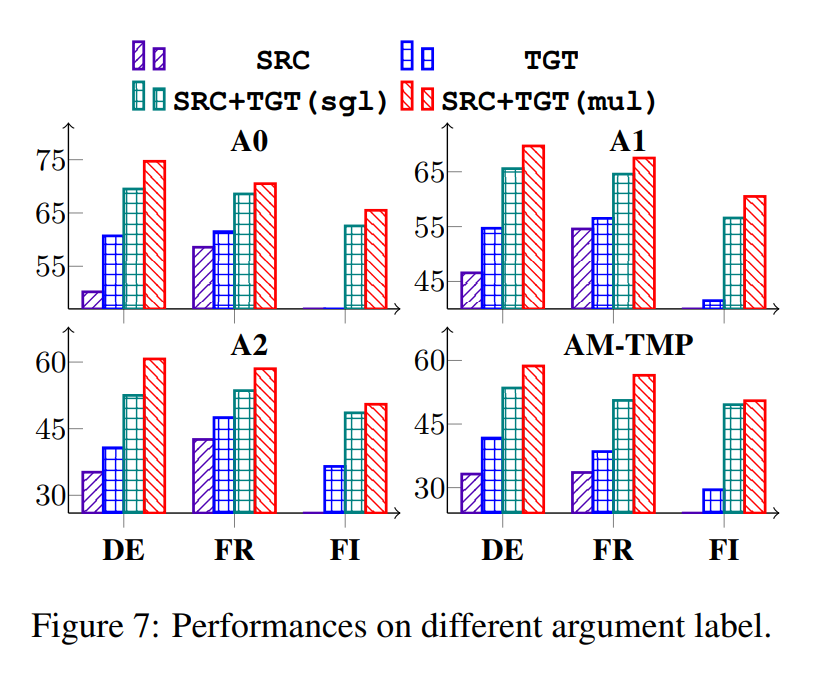 SRC TGT
SRC+TGT(sgl) SRC+TGT(mul)
A0 A1
75
65
55
65
55
45
A2 AM-TMP
60
45
30
60
45
30
DE FR FI DE FR FI
Figure 7: Performances on different argument label.